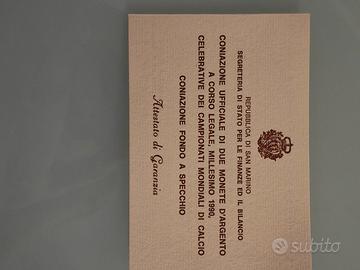 REPUBBLICA DI SAN MARINO
SEGRETERIA DI STATO PER LE FINANZE ED IL BILANCIO
CONIAZIONE UFFICIALE DI DUE MONETE D'ARGENTO
A CORSO LEGALE, MILLESIMO 1990,
CELEBRATIVE DEI CAMPIONATI MONDIALI DI CALCIO
CONIAZIONE FONDO A SPECCHIO
Attestato di Garanzia
subito